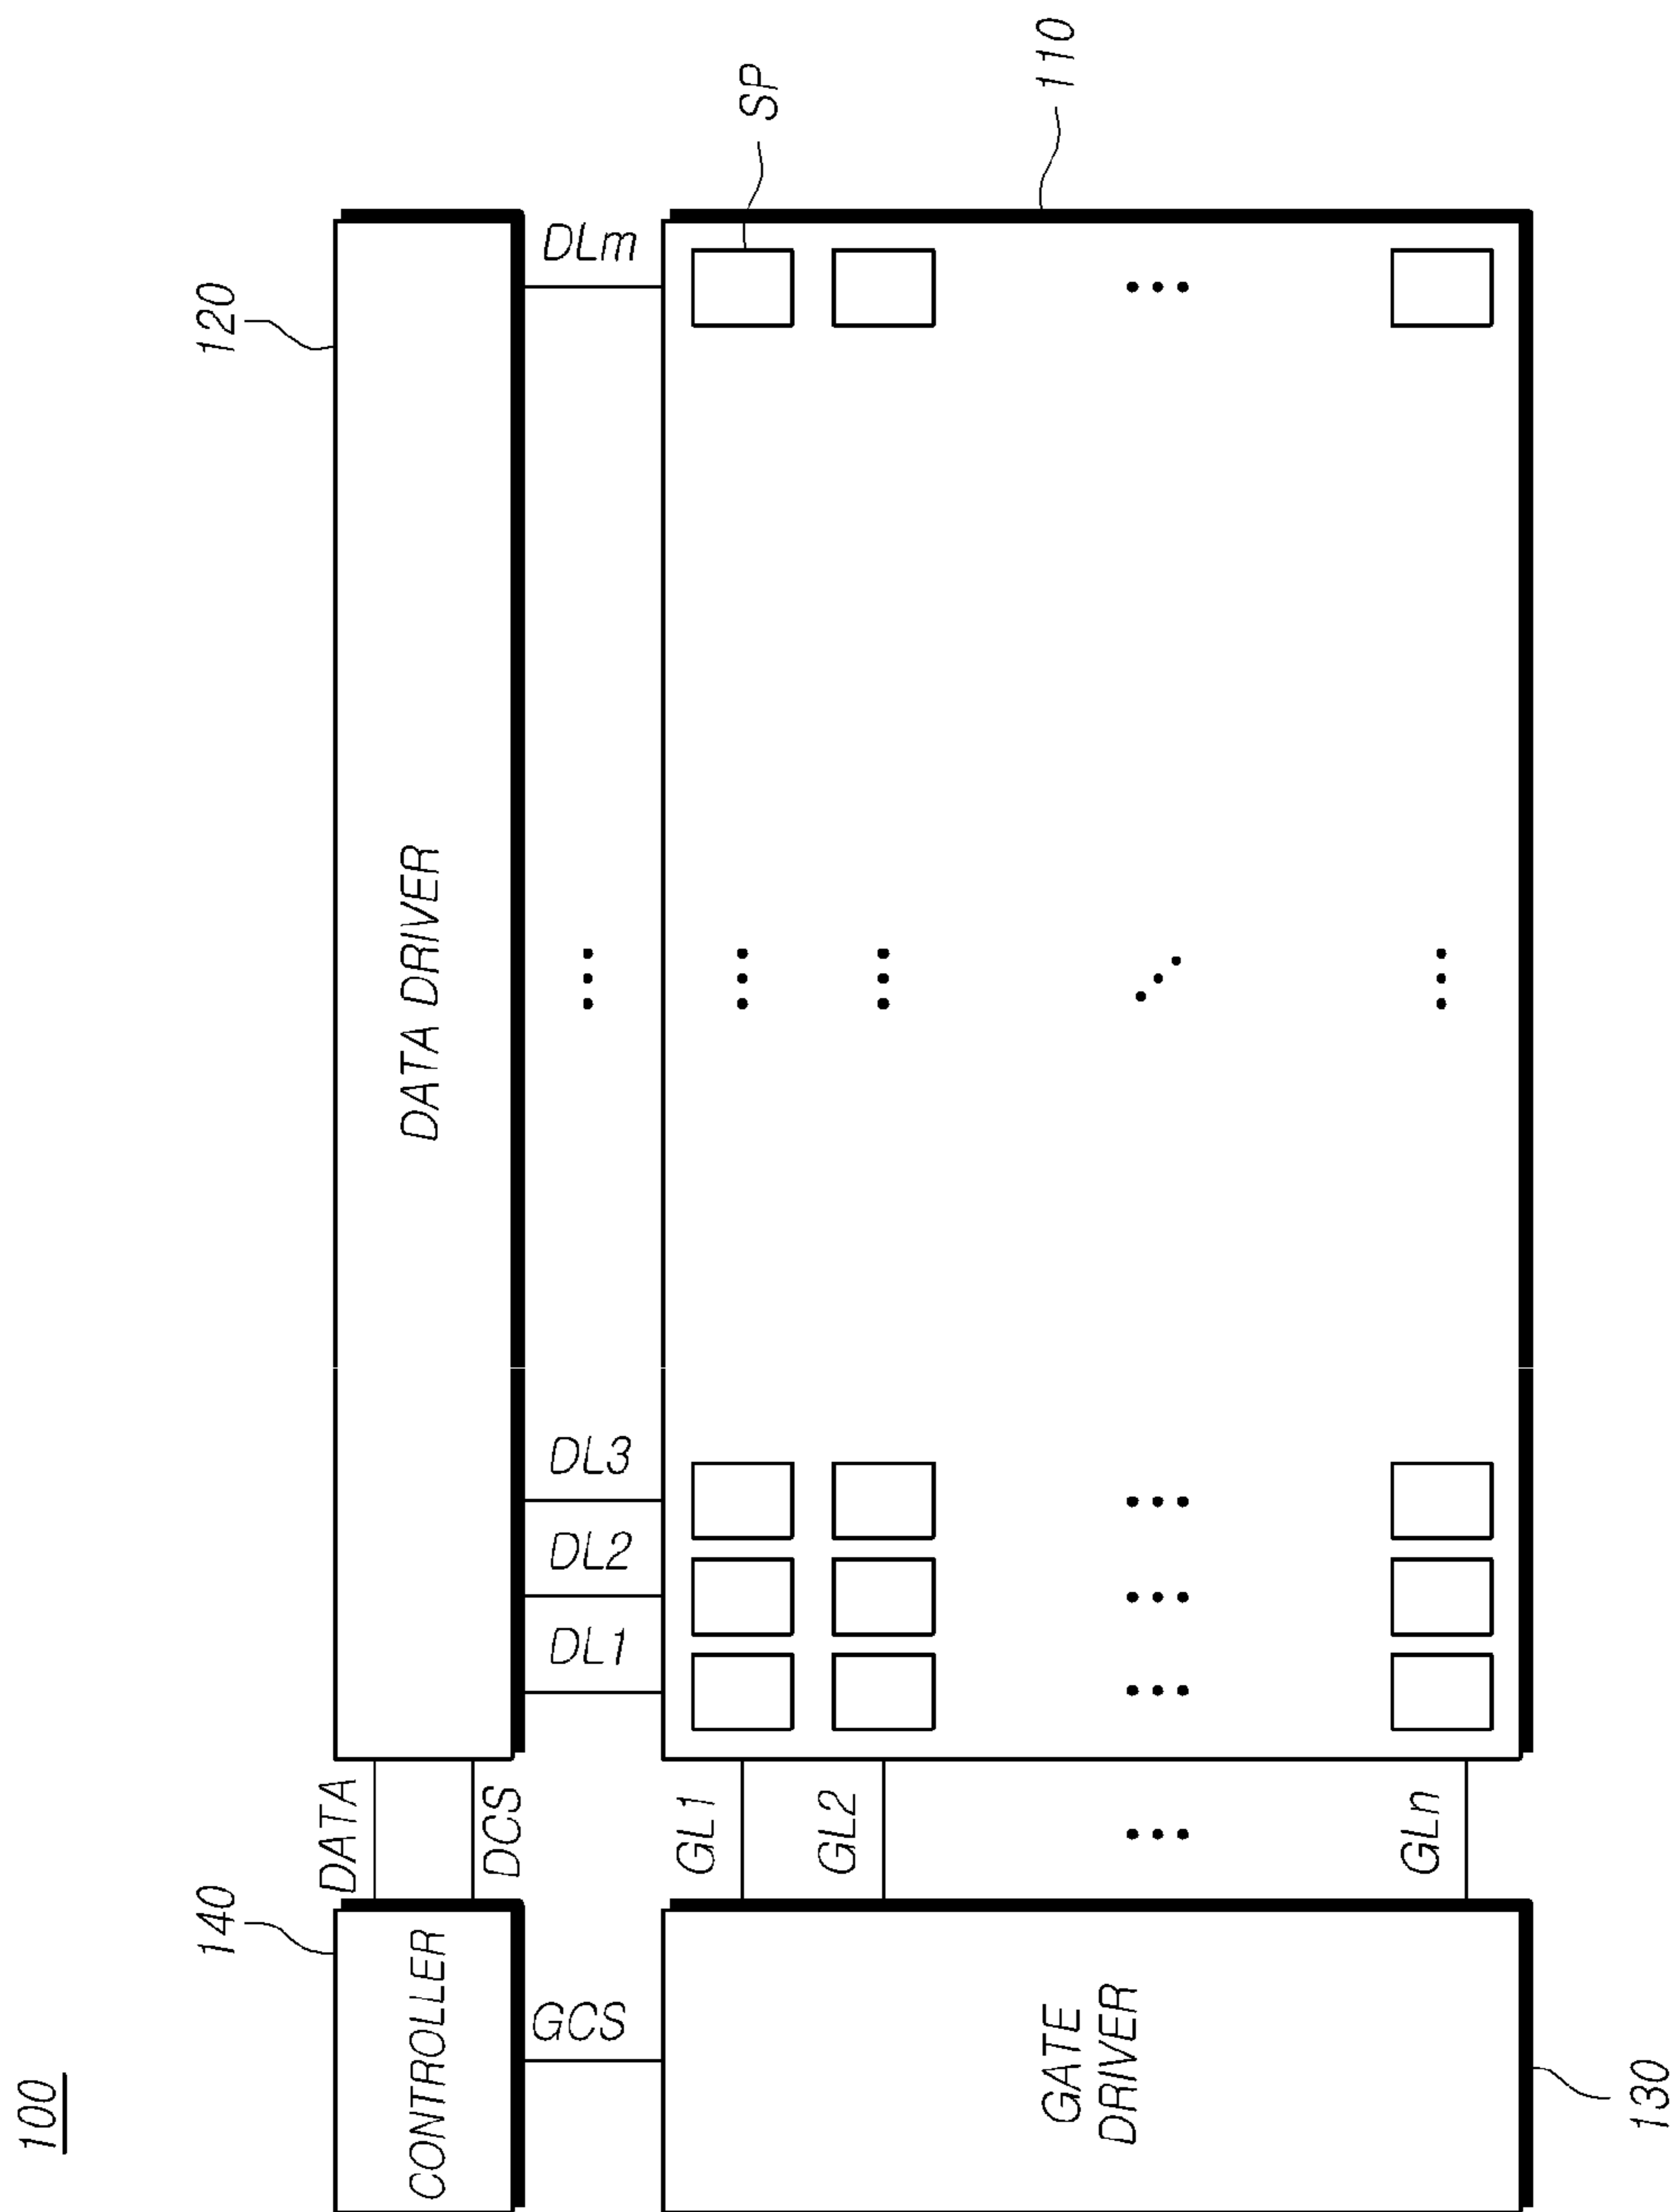 100
140
120
CONTROLLER
DATA
DCS
DATA DRIVER
GCS
DL1
DL2
DL3
DLm
GL1
GL2
GLn
SP
110
GATE
DRIVER
130